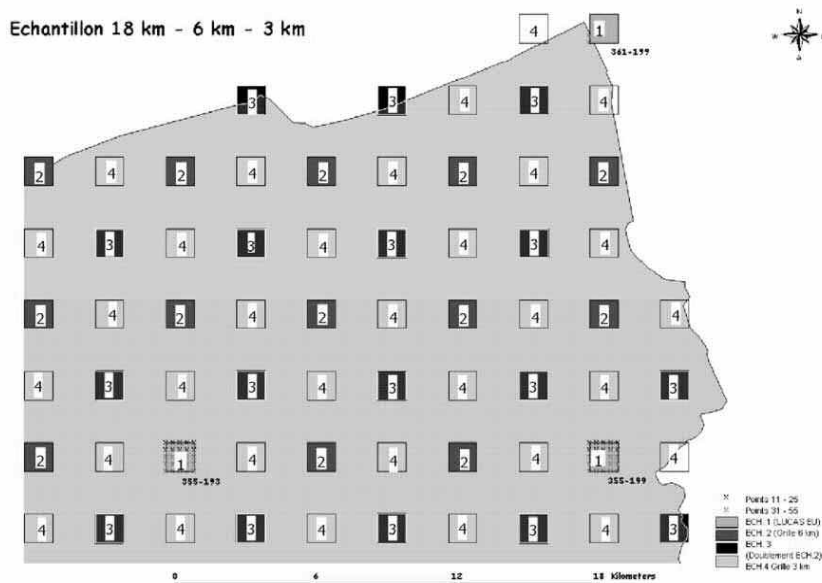 Echantillon 18 km - 6 km - 3 km
N
4 1
361-199
3 3 4 3 4
2 4 2 4 2 4 2 4 2
4 3 4 3 4 3 4 3 4
2 4 2 4 2 4 2 4 2 4
4 3 4 3 4 3 4 3 4 3
2 4 1 4 2 4 2 4 1 4
355-193 355-199
4 3 4 3 4 3 4 3 4 3
Points 11 - 25
Points 31 - 55
ECH. 1 (LUCAS EU)
ECH. 2 (Grille 6 km)
ECH. 3
(Doublement ECH.2)
ECH.4 Grille 3 km
0 6 12 18 Kilometers